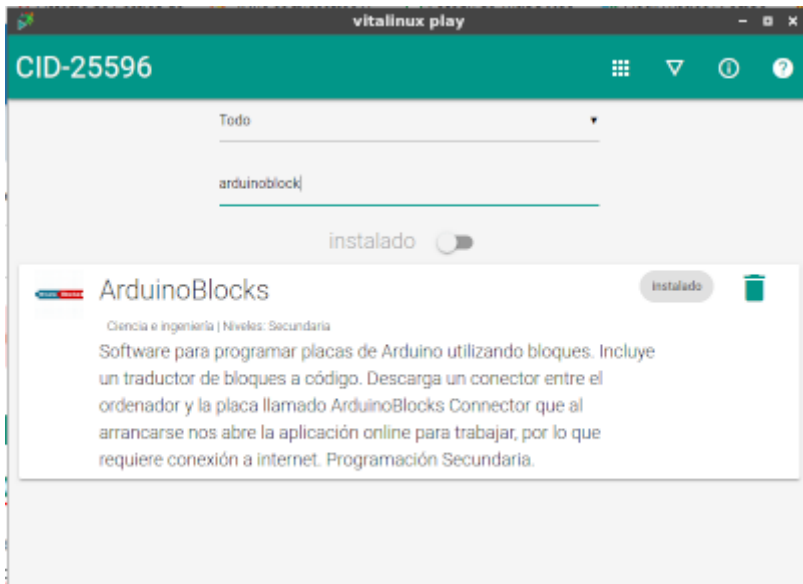 vitalinux play
CID-25596
Todo
arduinoblock
instalado
ArduinoBlocks
instalado
Ciencia e ingeniería | Niveles: Secundaria
Software para programar placas de Arduino utilizando bloques. Incluye
un traductor de bloques a código. Descarga un conector entre el
ordenador y la placa llamado ArduinoBlocks Connector que al
arrancarse nos abre la aplicación online para trabajar, por lo que
requiere conexión a internet. Programación Secundaria.